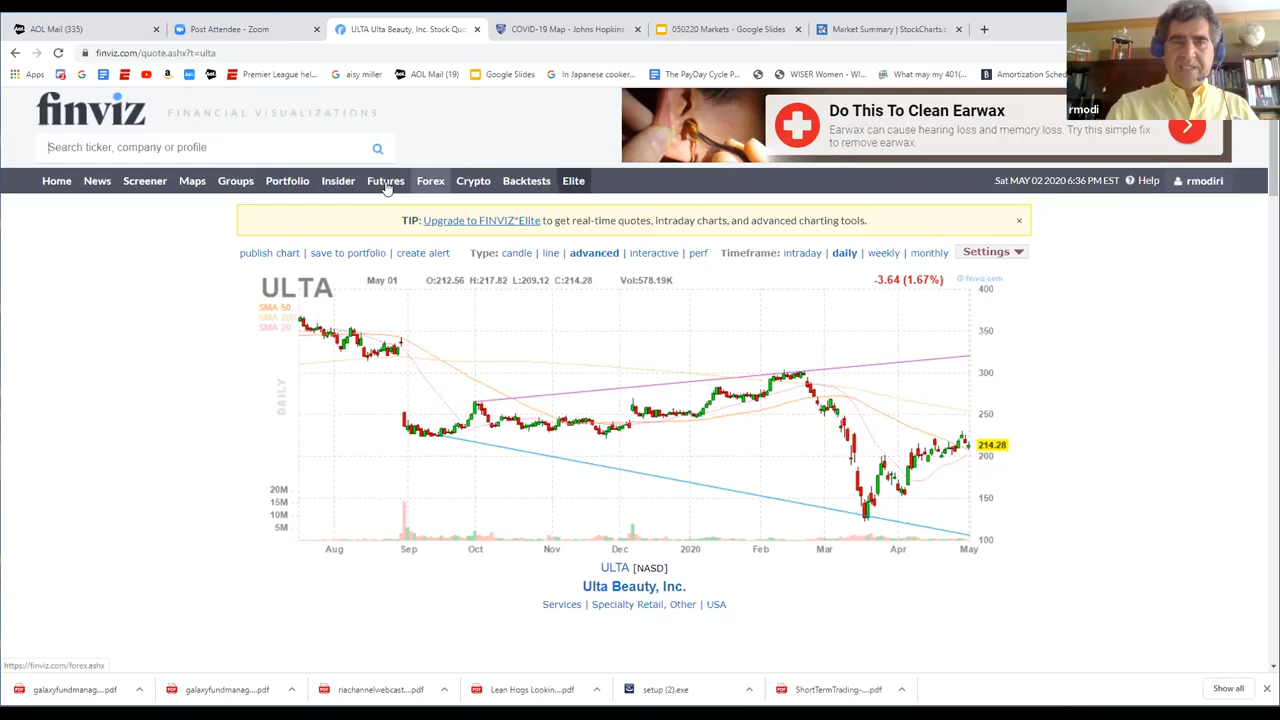 AOL Mail (335)
Post Attendee - Zoom
ULTA Ulta Beauty, Inc. Stock Quo
COVID-19 Map - Johns Hopkins
050220 Markets - Google Slides
Market Summary | StockCharts.c
finviz.com/quote.ashx?t=ulta
Apps
Premier League hel...
aisy miller
AOL Mail (19)
Google Slides
In Japanese cooker...
The PayDay Cycle P...
WISER Women - WI...
What may my 401(...
Amortization Sched
rmodi
finviz
FINANCIAL VISUALIZATIONS
Do This To Clean Earwax
Earwax can cause hearing loss and memory loss. Try this simple fix
to remove earwax.
Search ticker, company or profile
Home News Screener Maps Groups Portfolio Insider Futures Forex Crypto Backtests Elite
Sat MAY 02 2020 6:36 PM EST
Help
rmodiri
TIP: Upgrade to FINVIZ*Elite to get real-time quotes, intraday charts, and advanced charting tools.
×
publish chart | save to portfolio | create alert
Type: candle | line | advanced | interactive | perf
Timeframe: intraday | daily | weekly | monthly
Settings
ULTA
May 01
O:212.56 H:217.82 L:209.12 C:214.28
Vol:578.19K
-3.64 (1.67%)
© finviz.com
SMA 50
SMA 200
SMA 20
DAILY
400
350
300
250
214.28
200
150
100
20M
15M
10M
5M
Aug Sep Oct Nov Dec 2020 Feb Mar Apr May
ULTA [NASD]
Ulta Beauty, Inc.
Services | Specialty Retail, Other | USA
https://finviz.com/forex.ashx
galaxyfundmanag....pdf
galaxyfundmanag....pdf
riachannelwebcast....pdf
Lean Hogs Lookin....pdf
setup (2).exe
ShortTermTrading-....pdf
Show all